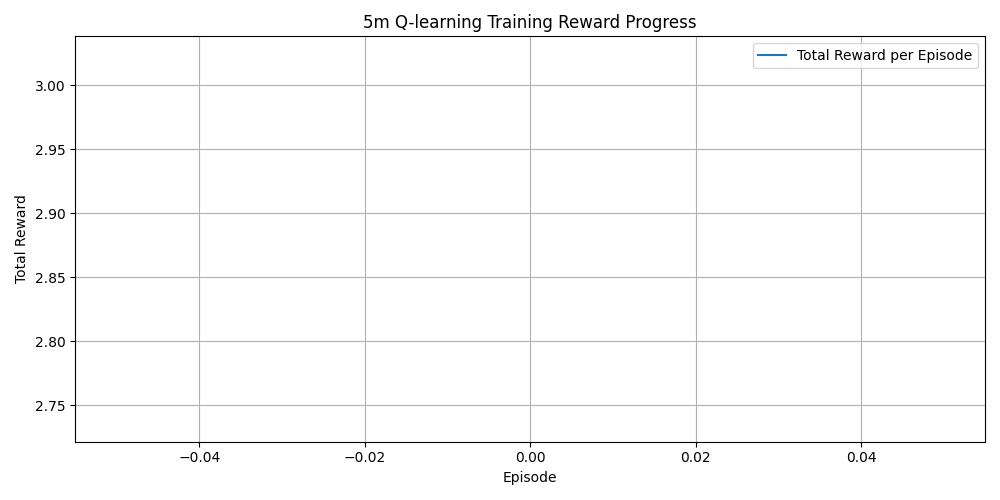 5m Q-learning Training Reward Progress
Total Reward per Episode
3.00
2.95
2.90
2.85
2.80
2.75
Total Reward
−0.04
−0.02
0.00
0.02
0.04
Episode